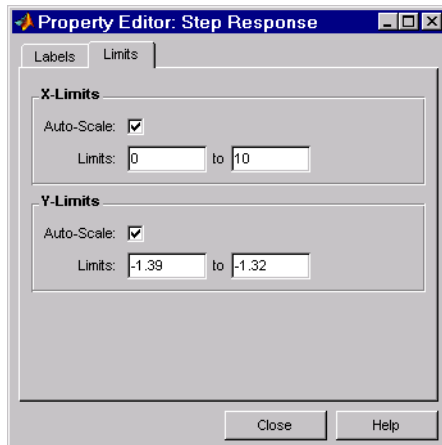 Property Editor: Step Response
Labels Limits
X-Limits
Auto-Scale:
Limits: 0 to 10
Y-Limits
Auto-Scale:
Limits: -1.39 to -1.32
Close Help